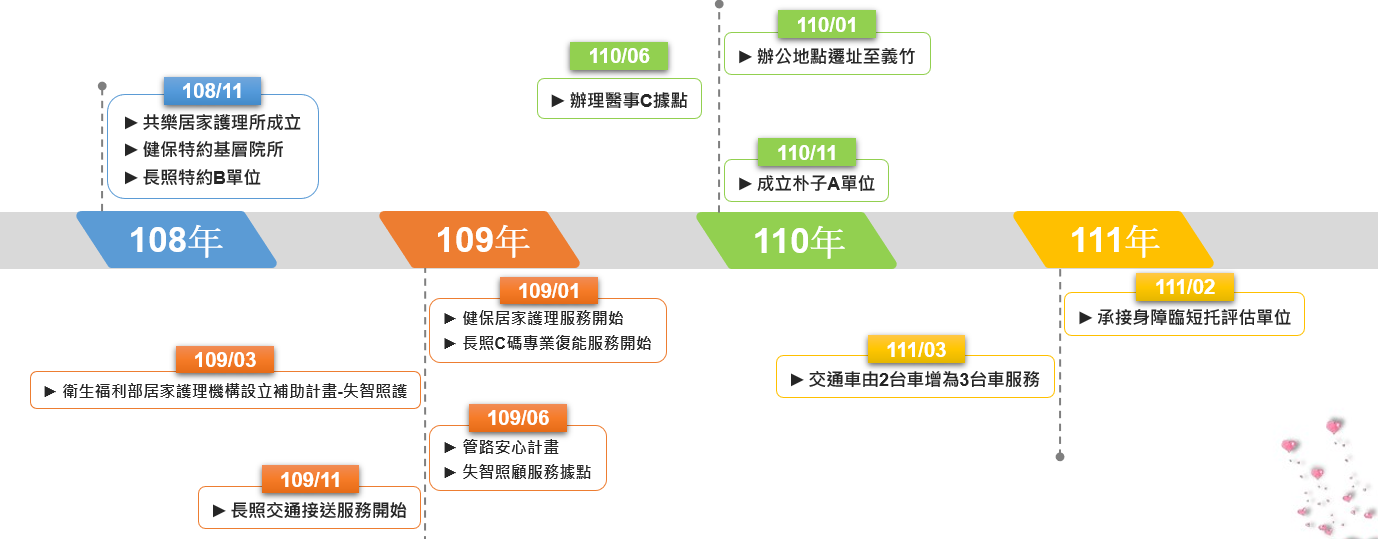 108/11
► 共樂居家護理所成立
► 健保特約基層院所
► 長照特約B單位
108年
109年
109/01
► 健保居家護理服務開始
► 長照C碼專業復能服務開始
109/03
► 衛生福利部居家護理機構設立補助計畫-失智照護
109/06
► 管路安心計畫
► 失智照顧服務據點
109/11
► 長照交通接送服務開始
110/01
► 辦公地點遷址至義竹
110/06
► 辦理醫事C據點
110/11
► 成立朴子A單位
110年
111年
111/02
► 承接身障臨短托評估單位
111/03
► 交通車由2台車增為3台車服務